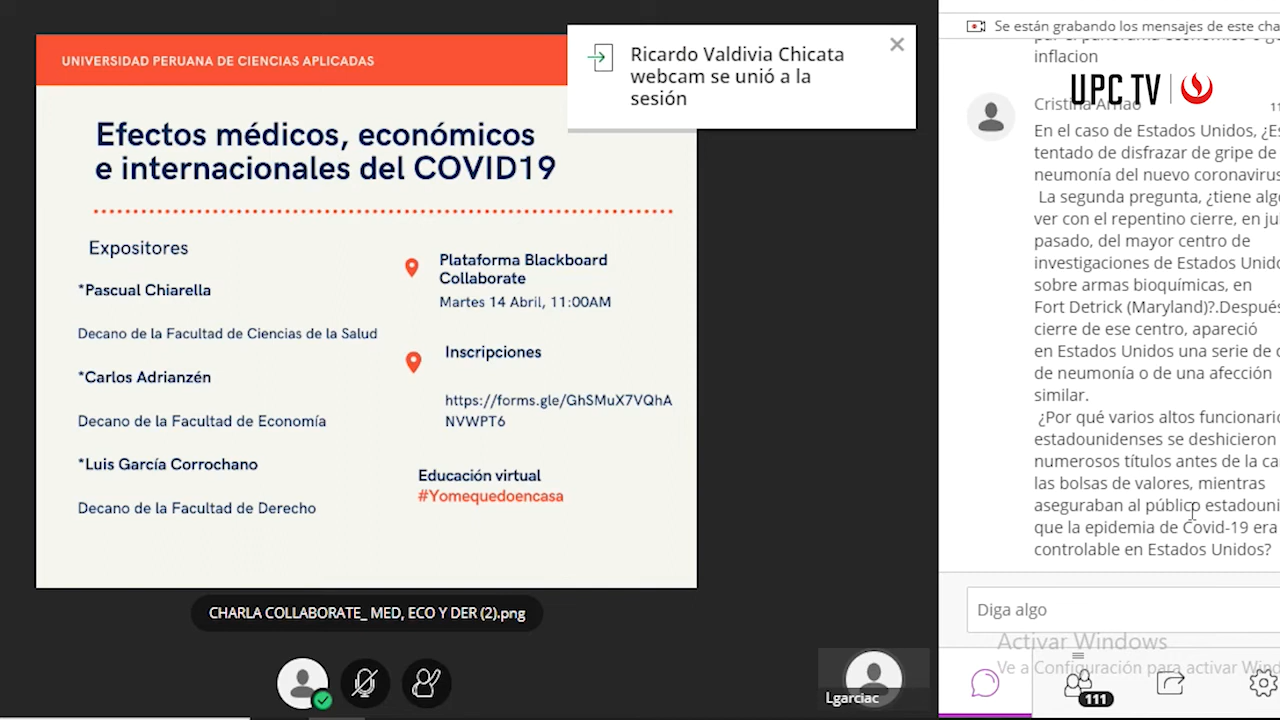 UNIVERSIDAD PERUANA DE CIENCIAS APLICADAS
Efectos médicos, económicos
e internacionales del COVID19
Expositores
*Pascual Chiarella
Decano de la Facultad de Ciencias de la Salud
*Carlos Adrianzén
Decano de la Facultad de Economía
*Luis García Corrochano
Decano de la Facultad de Derecho
Plataforma Blackboard
Collaborate
Martes 14 Abril, 11:00AM
Inscripciones
https://forms.gle/GhSMuX7VQhA
NVWPT6
Educación virtual
#Yomequedoencasa
CHARLA COLLABORATE_ MED, ECO Y DER (2).png
Ricardo Valdivia Chicata
webcam se unió a la
sesión
Lgarciac
Se están grabando los mensajes de este cha
inflacion
UPC TV
Cristina Arnao
11
En el caso de Estados Unidos, ¿Es
tentado de disfrazar de gripe de
neumonía del nuevo coronavirus
La segunda pregunta, ¿tiene algo
ver con el repentino cierre, en ju
pasado, del mayor centro de
investigaciones de Estados Unido
sobre armas bioquímicas, en
Fort Detrick (Maryland)?.Después
cierre de ese centro, apareció
en Estados Unidos una serie de c
de neumonía o de una afección
similar.
¿Por qué varios altos funcionario
estadounidenses se deshicieron
numerosos títulos antes de la ca
las bolsas de valores, mientras
aseguraban al público estadouni
que la epidemia de Covid-19 era
controlable en Estados Unidos?
Diga algo
Activar Windows
Ve a Configuración para activar Wind
111